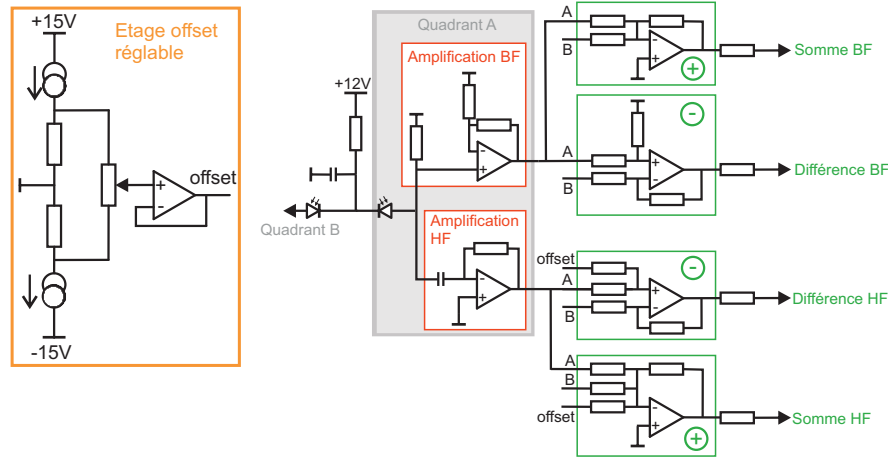 +15V
Etage offset
réglable
offset
-15V
+12V
Quadrant B
Quadrant A
Amplification BF
-
+
Amplification
HF
-
+
A
B
-
+
+
Somme BF
A
B
-
+
-
Différence BF
offset
A
B
-
+
-
Différence HF
A
B
offset
-
+
+
Somme HF
+
-